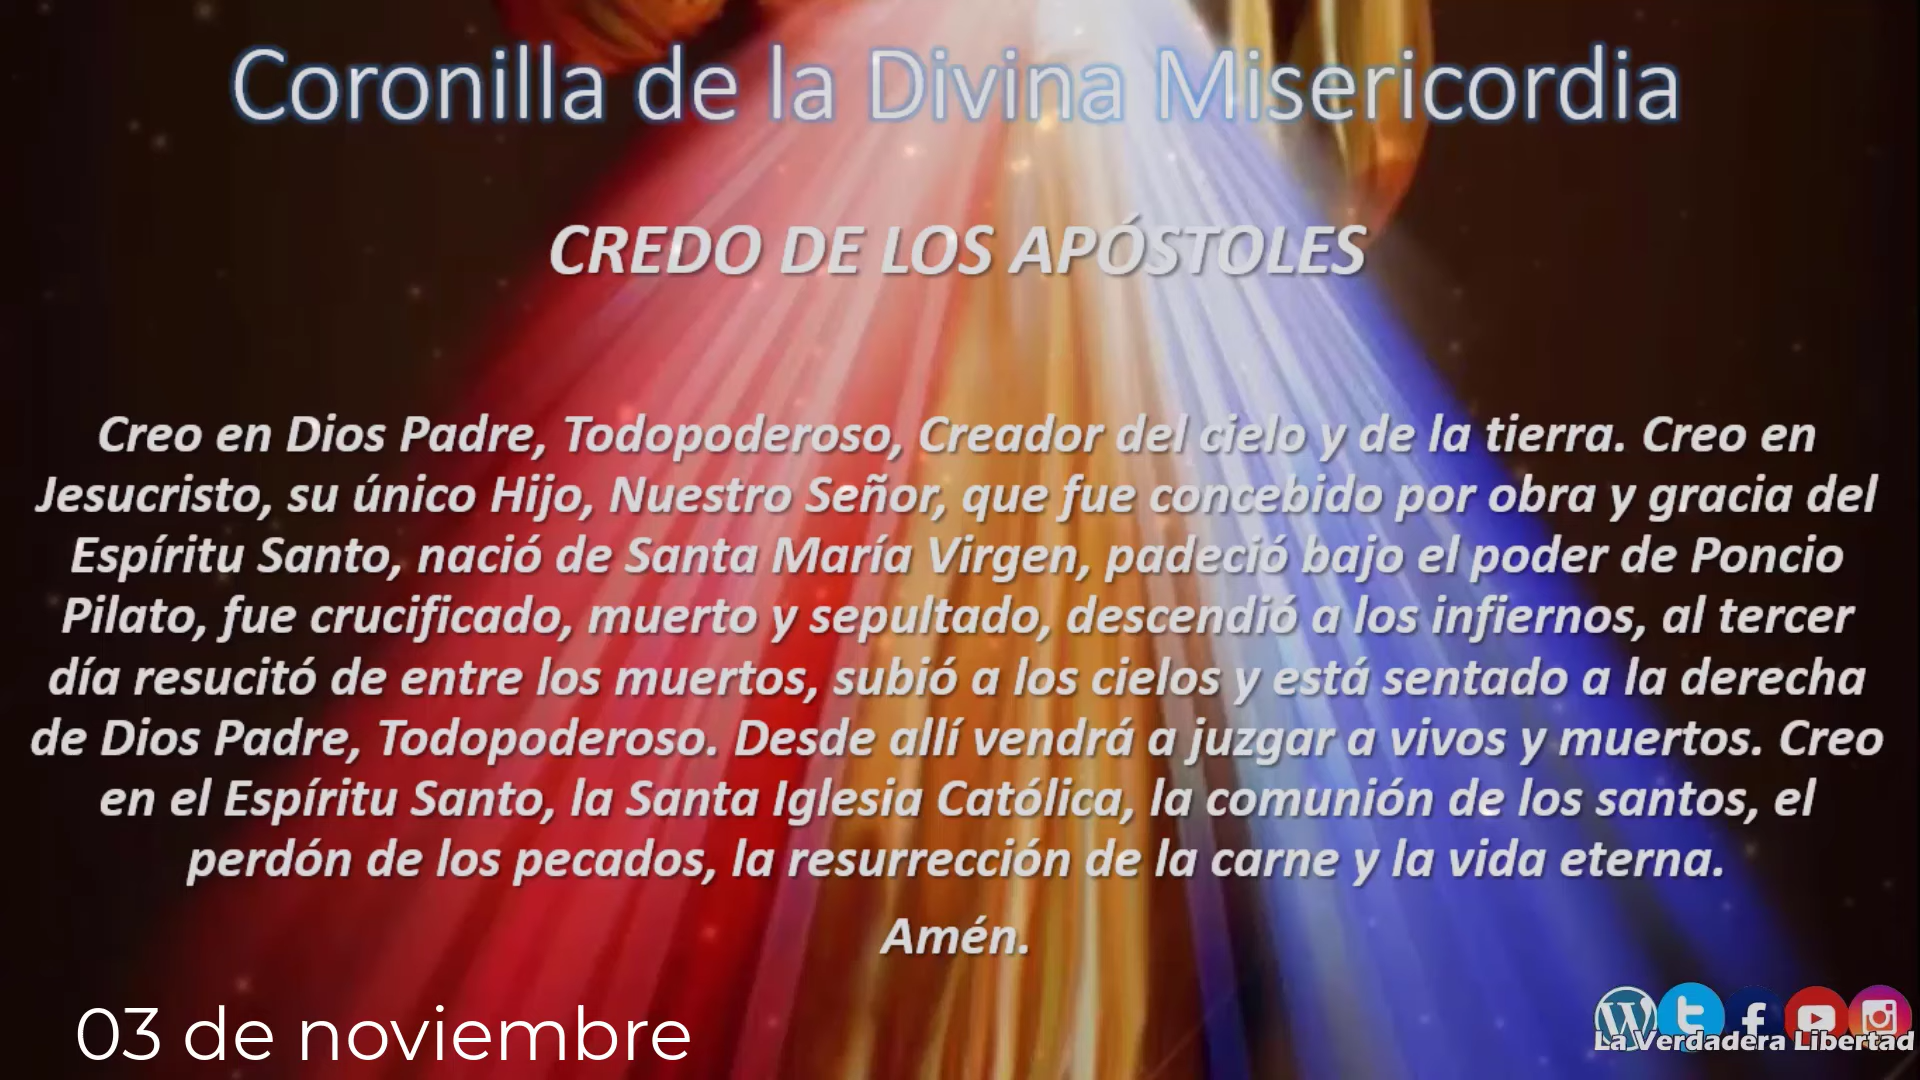 Coronilla de la Divina Misericordia
CREDO DE LOS APÓSTOLES
Creo en Dios Padre, Todopoderoso, Creador del cielo y de la tierra. Creo en
Jesucristo, su único Hijo, Nuestro Señor, que fue concebido por obra y gracia del
Espíritu Santo, nació de Santa María Virgen, padeció bajo el poder de Poncio
Pilato, fue crucificado, muerto y sepultado, descendió a los infiernos, al tercer
día resucitó de entre los muertos, subió a los cielos y está sentado a la derecha
de Dios Padre, Todopoderoso. Desde allí vendrá a juzgar a vivos y muertos. Creo
en el Espíritu Santo, la Santa Iglesia Católica, la comunión de los santos, el
perdón de los pecados, la resurrección de la carne y la vida eterna.
Amén.
03 de noviembre
La Verdadera Libertad